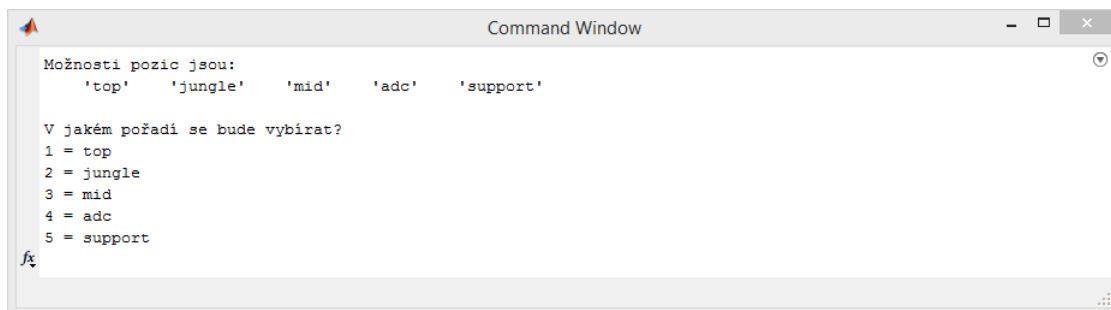 Command Window
Možnosti pozic jsou:
'top' 'jungle' 'mid' 'adc' 'support'
V jakém pořadí se bude vybírat?
1 = top
2 = jungle
3 = mid
4 = adc
5 = support
fx